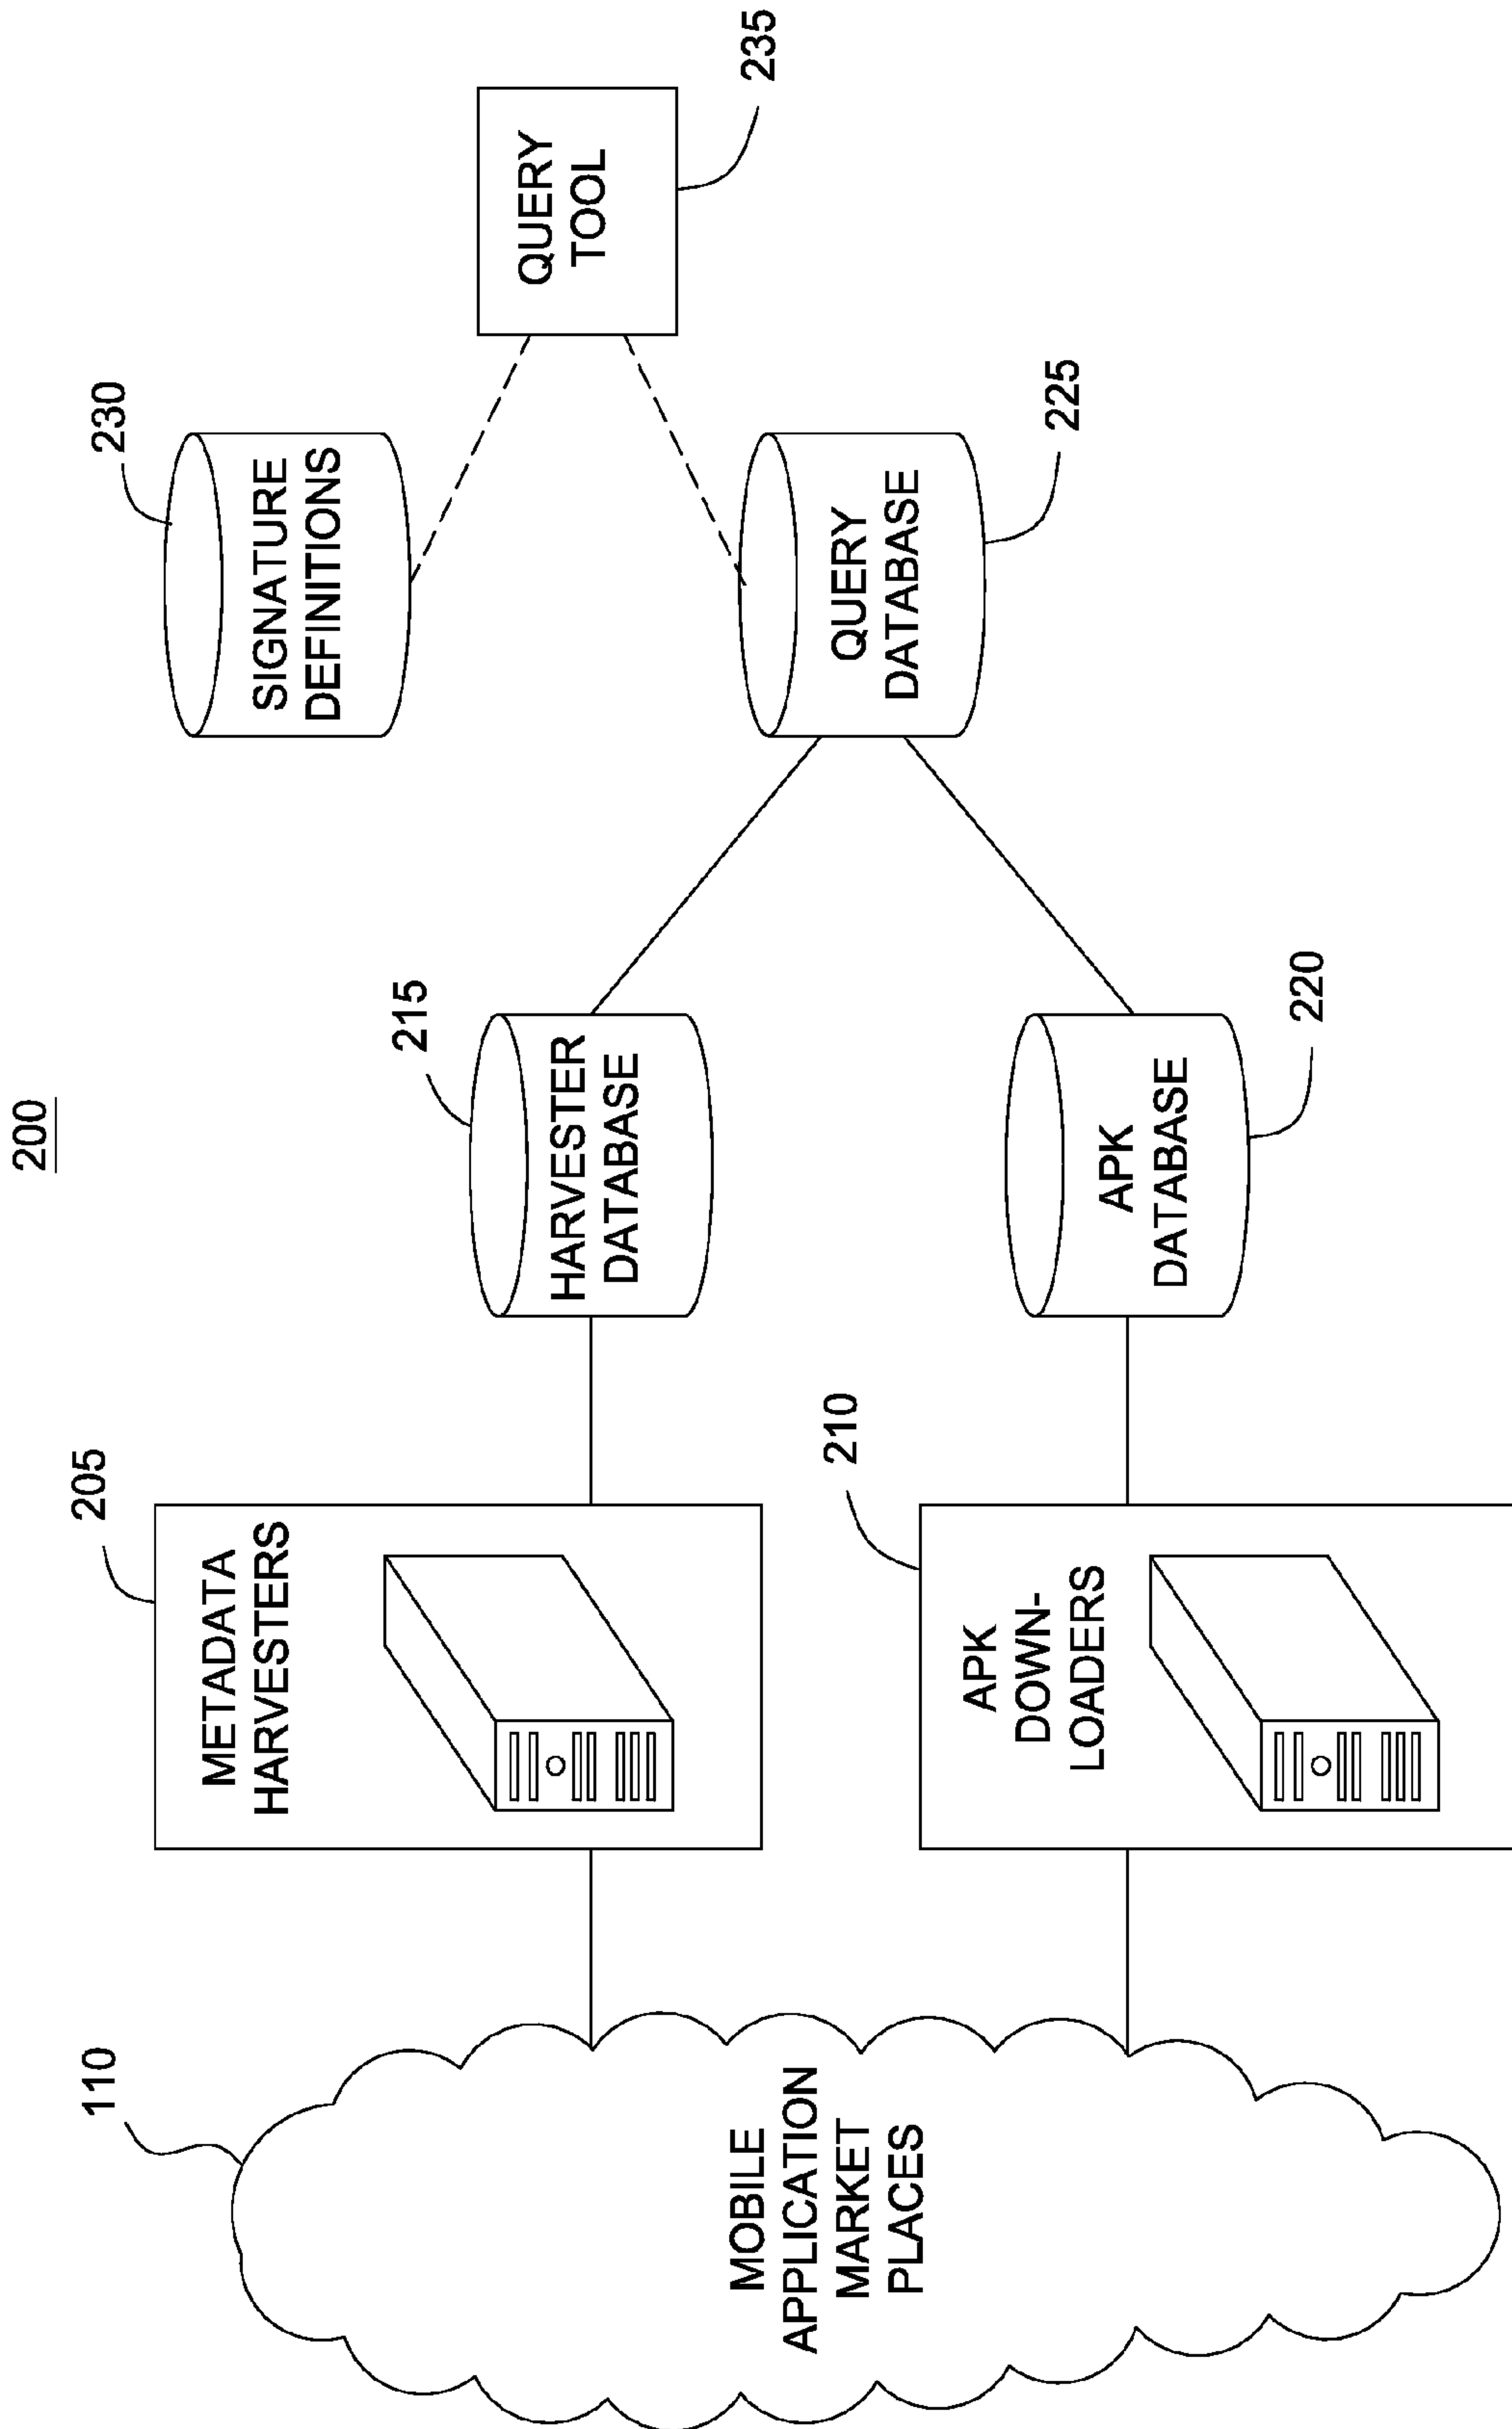 200
110
MOBILE
APPLICATION
MARKET
PLACES
205
METADATA
HARVESTERS
210
APK
DOWN-
LOADERS
215
HARVESTER
DATABASE
APK
DATABASE
220
230
SIGNATURE
DEFINITIONS
QUERY
DATABASE
225
QUERY
TOOL
235